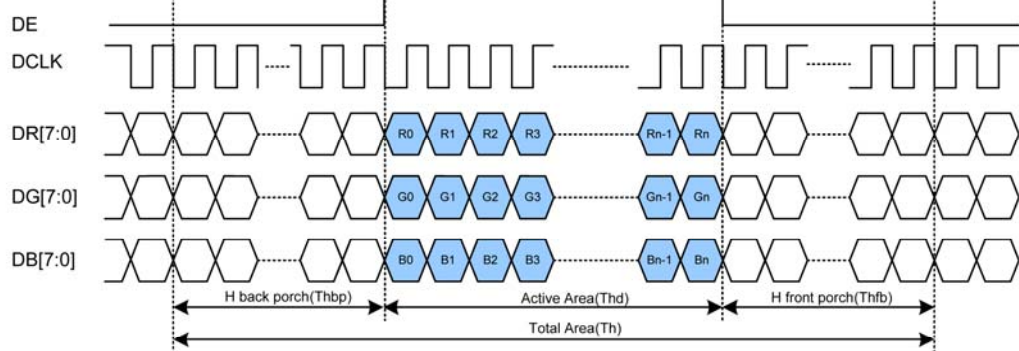 DE
DCLK
DR[7:0] R0 R1 R2 R3 Rn-1 Rn
DG[7:0] G0 G1 G2 G3 Gn-1 Gn
DB[7:0] B0 B1 B2 B3 Bn-1 Bn
H back porch(Thbp) Active Area(Thd) H front porch(Thfb)
Total Area(Th)